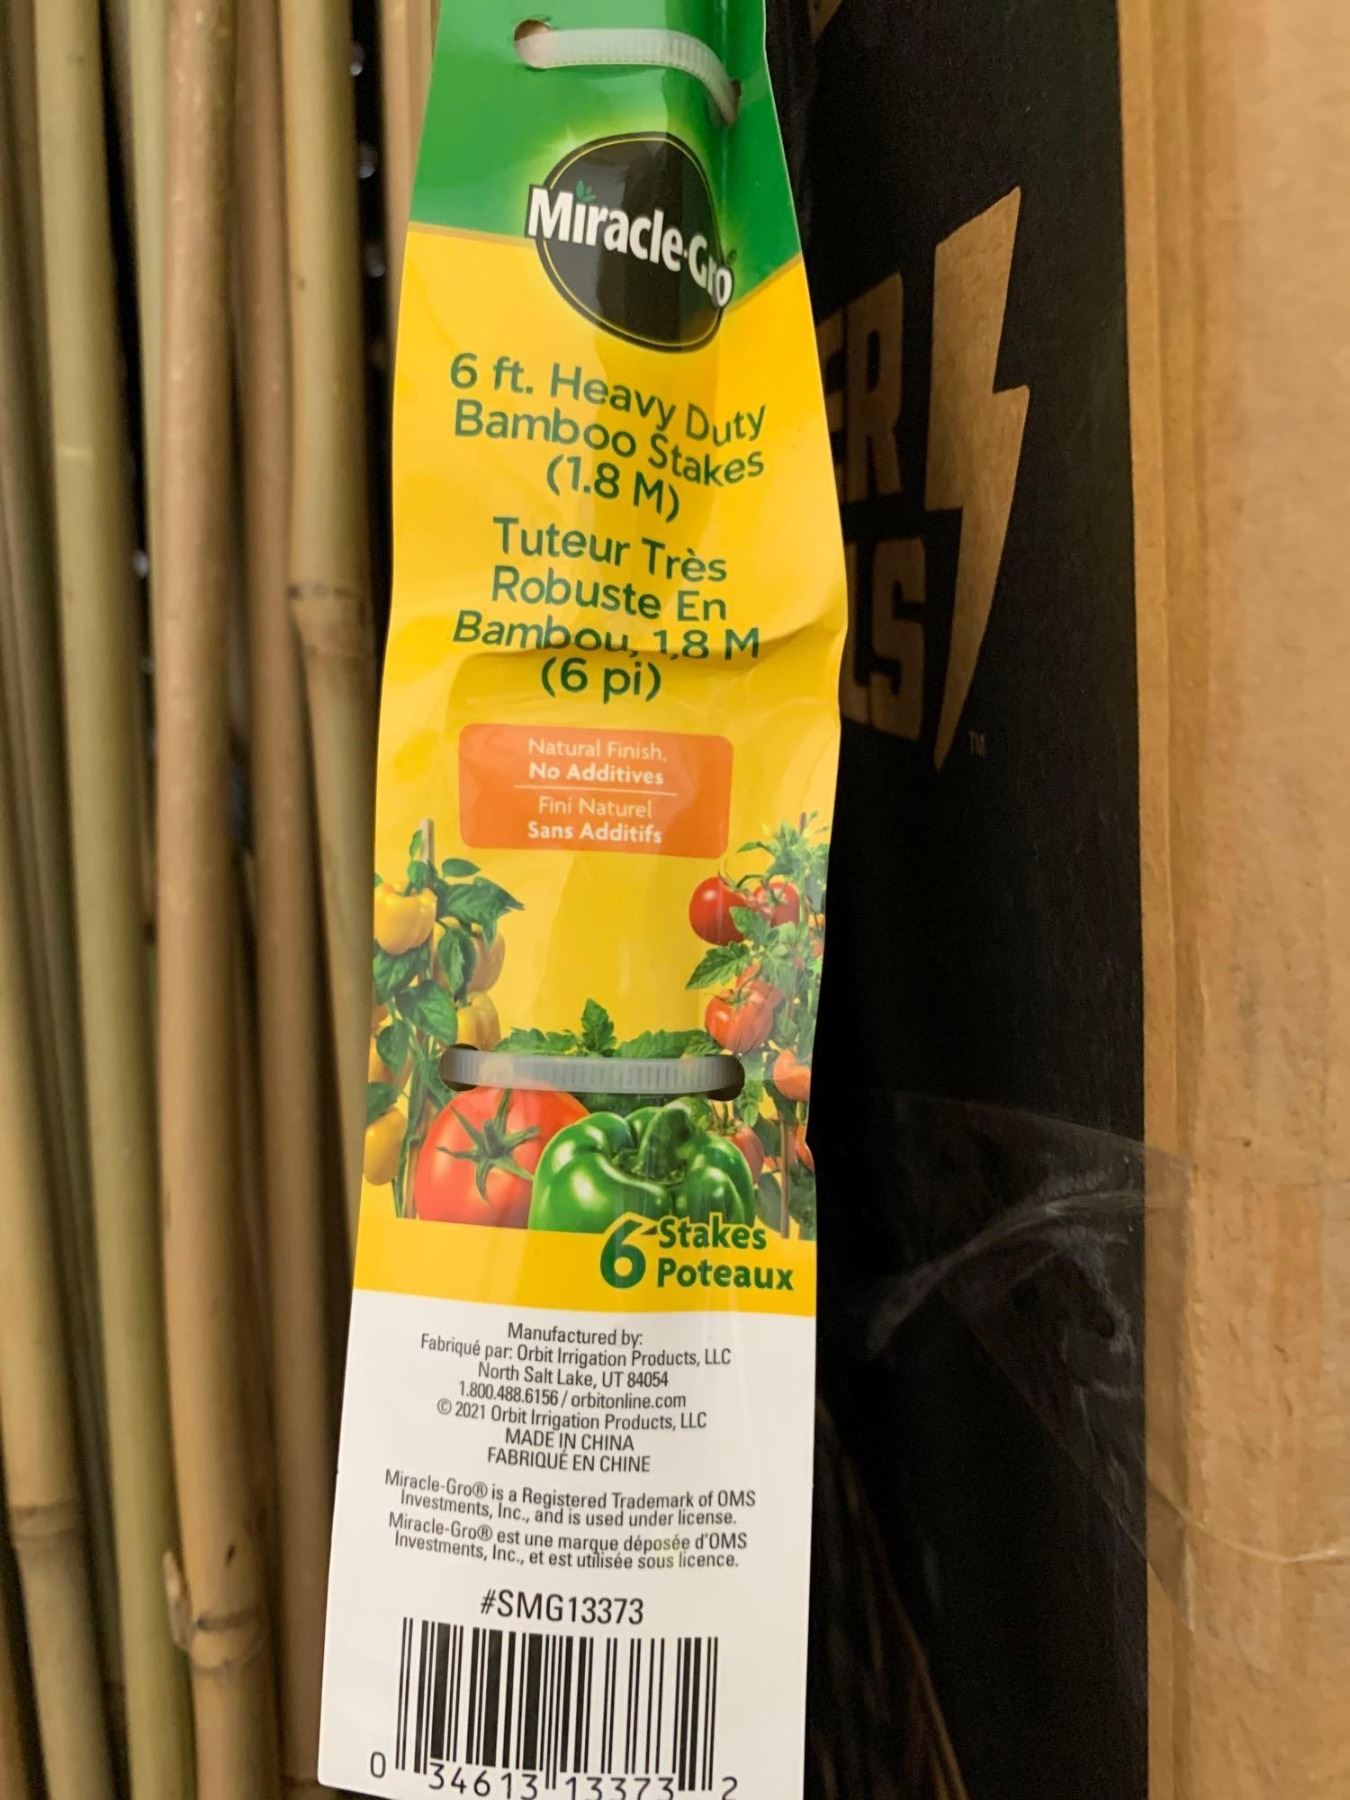 Miracle-Gro®
6 ft. Heavy Duty
Bamboo Stakes
(1.8 M)
Tuteur Très
Robuste En
Bambou, 1,8 M
(6 pi)
Natural Finish,
No Additives
Fini Naturel
Sans Additifs
6 Stakes
Poteaux
Manufactured by:
Fabriqué par: Orbit Irrigation Products, LLC
North Salt Lake, UT 84054
1.800.488.6156 / orbitonline.com
© 2021 Orbit Irrigation Products, LLC
MADE IN CHINA
FABRIQUÉ EN CHINE
Miracle-Gro® is a Registered Trademark of OMS
Investments, Inc., and is used under license.
Miracle-Gro® est une marque déposée d'OMS
Investments, Inc., et est utilisée sous licence.
#SMG13373
0 34613 13373 2
ER
LS
TM